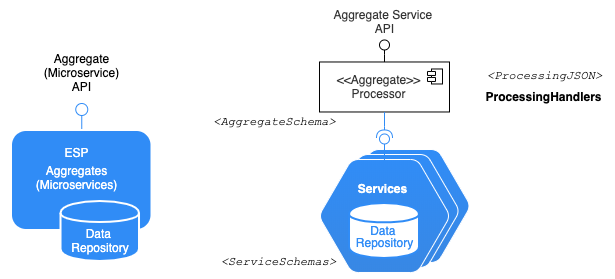 Aggregate
(Microservice)
API
ESP
Aggregates
(Microservices)
Data
Repository
Aggregate Service
API
<<Aggregate>>
Processor
<AggregateSchema>
Services
Data
Repository
<ServiceSchemas>
<ProcessingJSON>
ProcessingHandlers